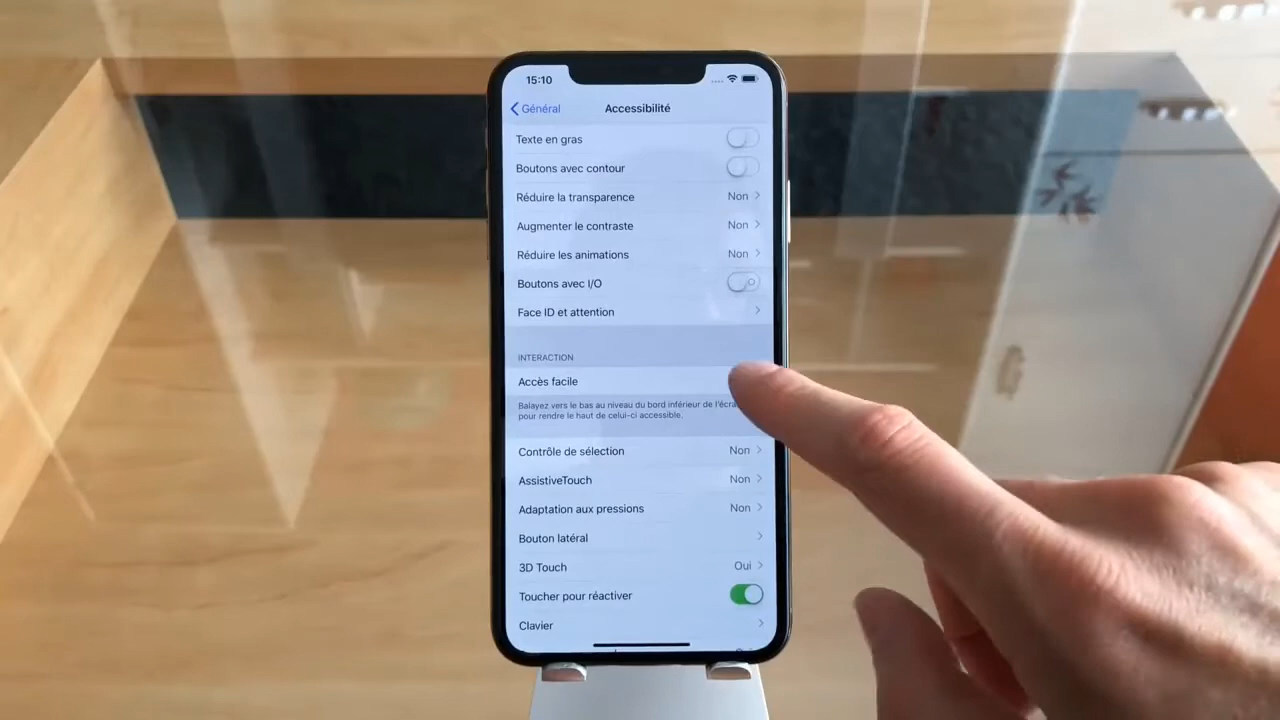 15:10
Général
Accessibilité
Texte en gras
Boutons avec contour
Réduire la transparence Non
Augmenter le contraste Non
Réduire les animations Non
Boutons avec I/O
Face ID et attention
INTERACTION
Accès facile
Balayez vers le bas au niveau du bord inférieur de
pour rendre le haut de celui-ci accessible.
Contrôle de sélection Non
AssistiveTouch Non
Adaptation aux pressions Non
Bouton latéral
3D Touch Oui
Toucher pour réactiver
Clavier